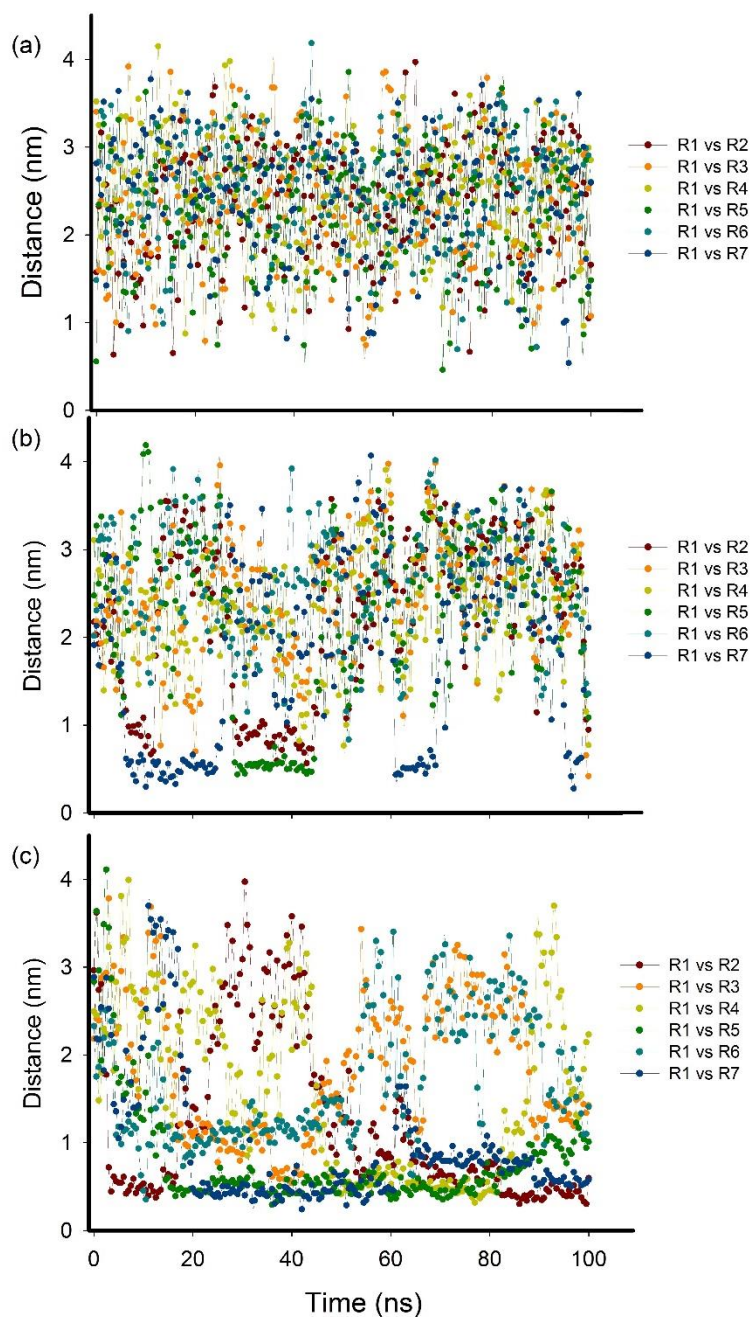 (a)
4
3
2
1
0
Distance (nm)
R1 vs R2
R1 vs R3
R1 vs R4
R1 vs R5
R1 vs R6
R1 vs R7
(b)
4
3
2
1
0
Distance (nm)
R1 vs R2
R1 vs R3
R1 vs R4
R1 vs R5
R1 vs R6
R1 vs R7
(c)
4
3
2
1
0
Distance (nm)
R1 vs R2
R1 vs R3
R1 vs R4
R1 vs R5
R1 vs R6
R1 vs R7
0 20 40 60 80 100
Time (ns)